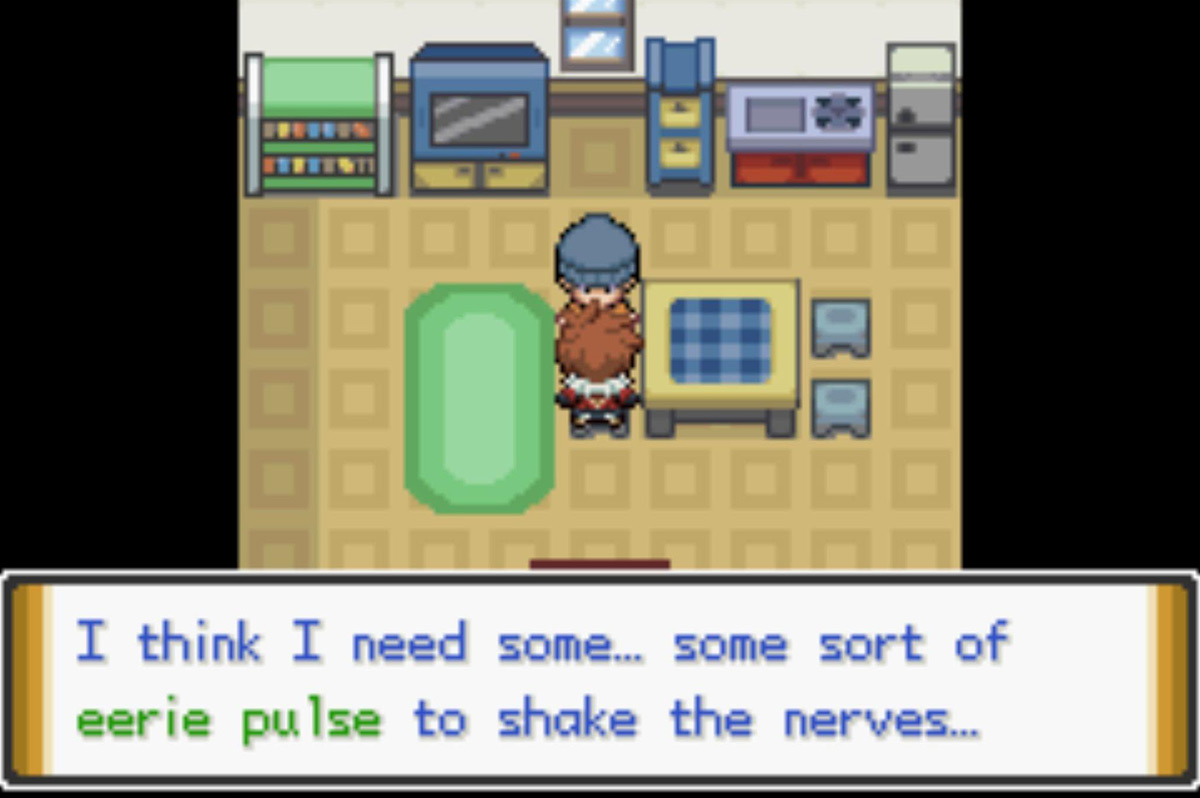 I think I need some… some sort of
eerie pulse to shake the nerves…